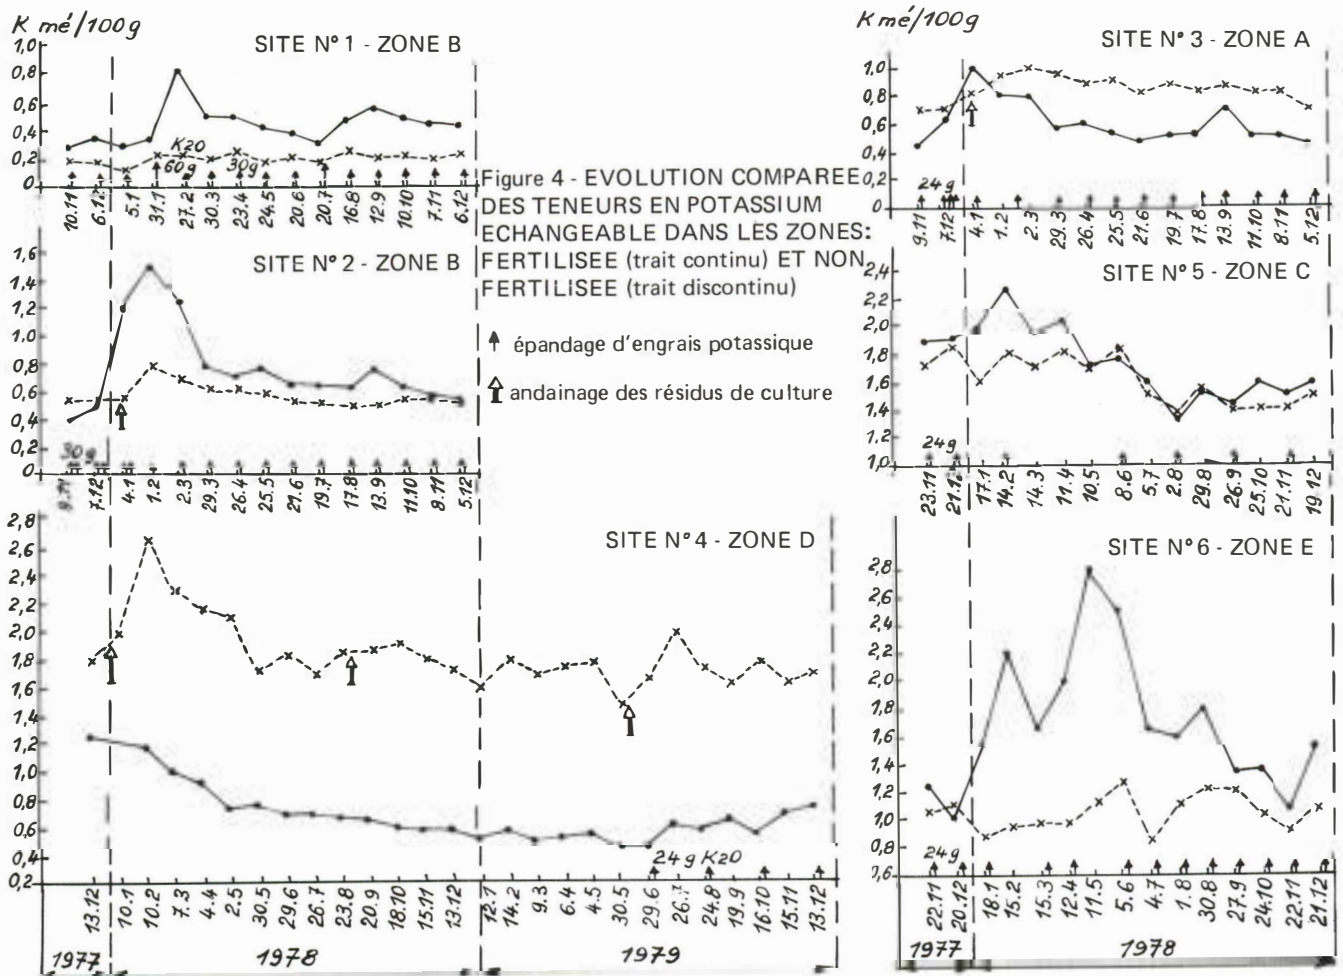 K mé/100g
SITE N° 1 - ZONE B
1,0
0,8
0,6
0,4
0,2
0
K20
60g
30g
10.11 6.12 5.1 31.1 27.2 30.3 23.4 24.5 20.6 20.7 16.8 12.9 10.10 7.11 6.12
K mé/100g
SITE N° 3 - ZONE A
1,0
0,8
0,6
0,4
0,2
0
24g
9.11 7.12 4.1 1.2 2.3 29.3 26.4 25.5 21.6 19.7 17.8 13.9 11.10 8.11 5.12
Figure 4 - EVOLUTION COMPAREE
DES TENEURS EN POTASSIUM
ECHANGEABLE DANS LES ZONES:
FERTILISEE (trait continu) ET NON
FERTILISEE (trait discontinu)
épandage d'engrais potassique
andainage des résidus de culture
SITE N° 2 - ZONE B
1,6
1,4
1,2
1,0
0,8
0,6
0,4
0,2
0
30g
9.11 7.12 4.1 1.2 2.3 29.3 26.4 25.5 21.6 19.7 17.8 13.9 11.10 8.11 5.12
SITE N° 5 - ZONE C
2,4
2,2
2,0
1,8
1,6
1,4
1,2
1,0
24g
23.11 21.12 17.1 14.2 14.3 11.4 10.5 8.6 5.7 2.8 29.8 26.9 25.10 21.11 19.12
SITE N° 4 - ZONE D
2,8
2,6
2,4
2,2
2,0
1,8
1,6
1,4
1,2
1,0
0,8
0,6
0,4
0,2
24g K20
13.12 10.1 10.2 7.3 4.4 2.5 30.5 29.6 26.7 23.8 20.9 18.10 15.11 13.12 12.1 14.2 9.3 6.4 4.5 30.5 29.6 26.7 24.8 19.9 16.10 15.11 13.12
1977 1978 1979
SITE N° 6 - ZONE E
2,8
2,6
2,4
2,2
2,0
1,8
1,6
1,4
1,2
1,0
0,8
0,6
24g
22.11 20.12 18.1 15.2 15.3 12.4 11.5 5.6 4.7 1.8 30.8 27.9 24.10 22.11 21.12
1977 1978